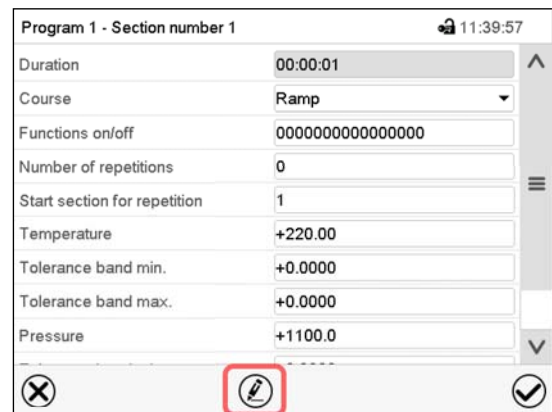 Program 1 - Section number 1 11:39:57
Duration 00:00:01
Course Ramp
Functions on/off 0000000000000000
Number of repetitions 0
Start section for repetition 1
Temperature +220.00
Tolerance band min. +0.0000
Tolerance band max. +0.0000
Pressure +1100.0